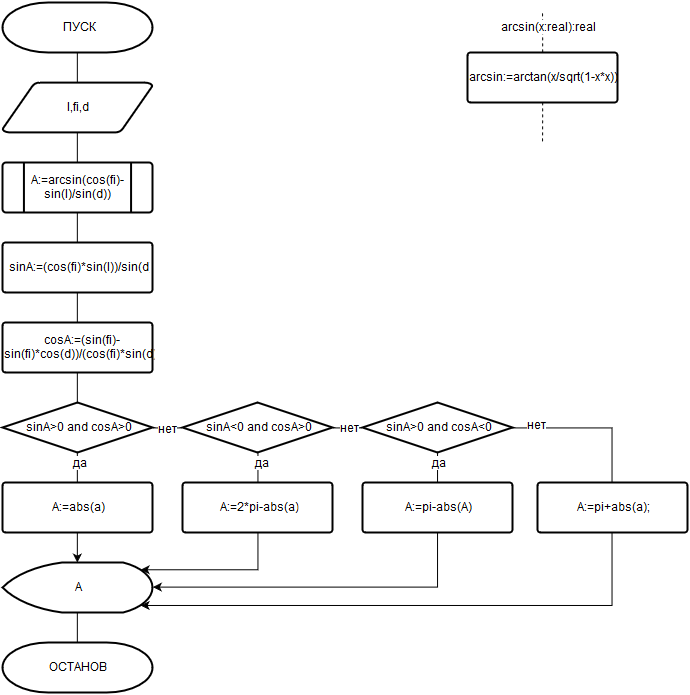 ПУСК
l,fi,d
A:=arcsin(cos(fi)-
sin(l)/sin(d))
sinA:=(cos(fi)*sin(l))/sin(d
cosA:=(sin(fi)-
sin(fi)*cos(d))/(cos(fi)*sin(d
sinA>0 and cosA>0
нет
sinA<0 and cosA>0
нет
sinA>0 and cosA<0
нет
да
да
да
A:=abs(a)
A:=2*pi-abs(a)
A:=pi-abs(A)
A:=pi+abs(a);
A
ОСТАНОВ
arcsin(x:real):real
arcsin:=arctan(x/sqrt(1-x*x))